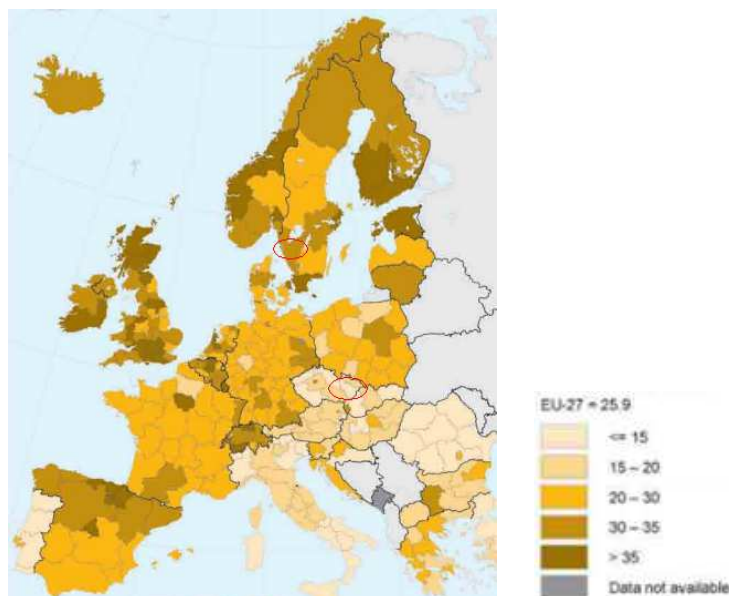 EU-27 = 25.9
<= 15
15 – 20
20 – 30
30 – 35
> 35
Data not available